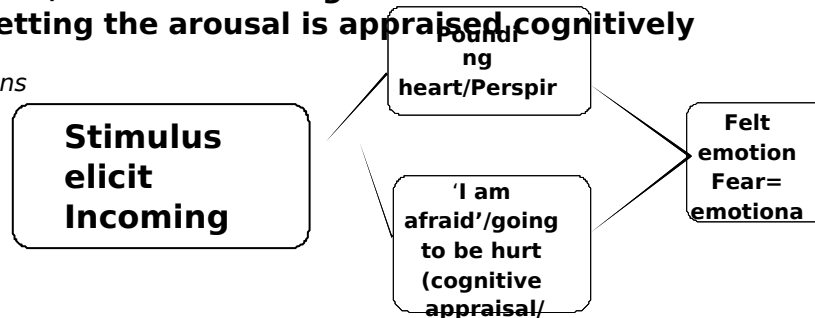 etting the arousal is appraised cognitively
ns
Poundi
ng
heart/Perspir
Stimulus
elicit
Incoming
‘I am
afraid’/going
to be hurt
(cognitive
appraisal/
Felt
emotion
Fear=
emotiona